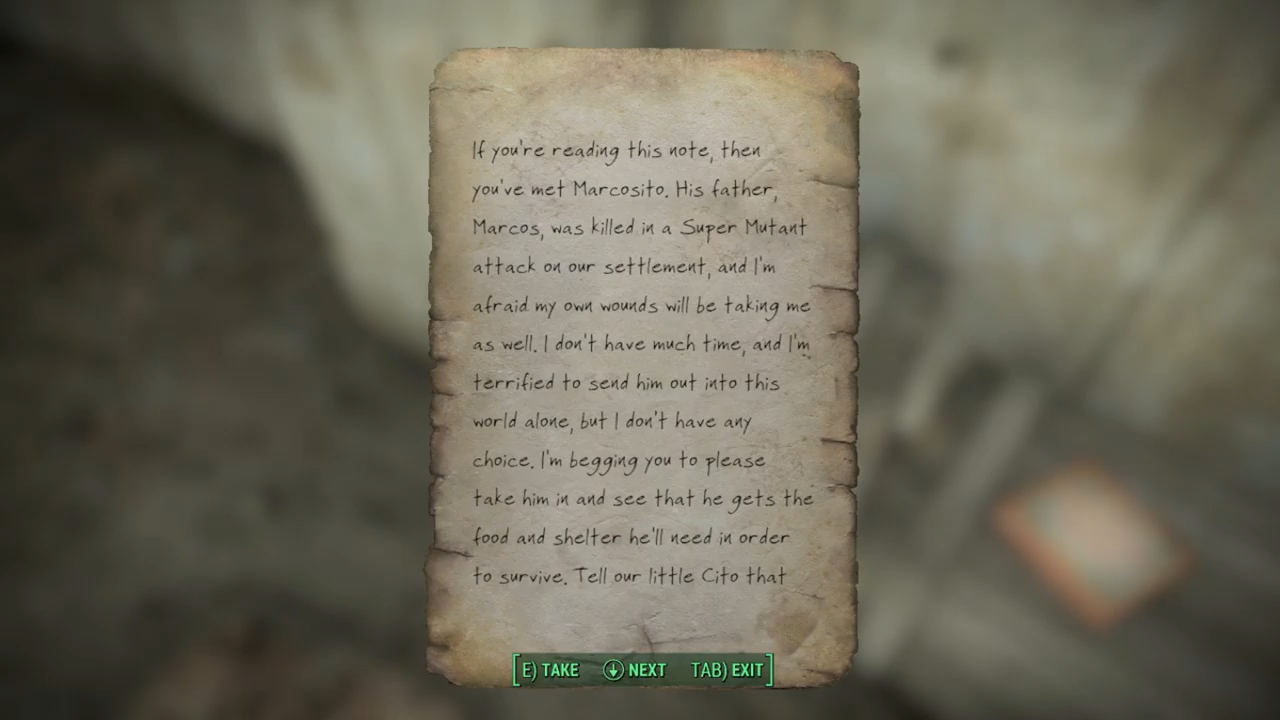 If you're reading this note, then
you've met Marcosito. His father,
Marcos, was killed in a Super Mutant
attack on our settlement, and I'm
afraid my own wounds will be taking me
as well. I don't have much time, and I'm
terrified to send him out into this
world alone, but I don't have any
choice. I'm begging you to please
take him in and see that he gets the
food and shelter he'll need in order
to survive. Tell our little Cito that
E) TAKE NEXT TAB) EXIT